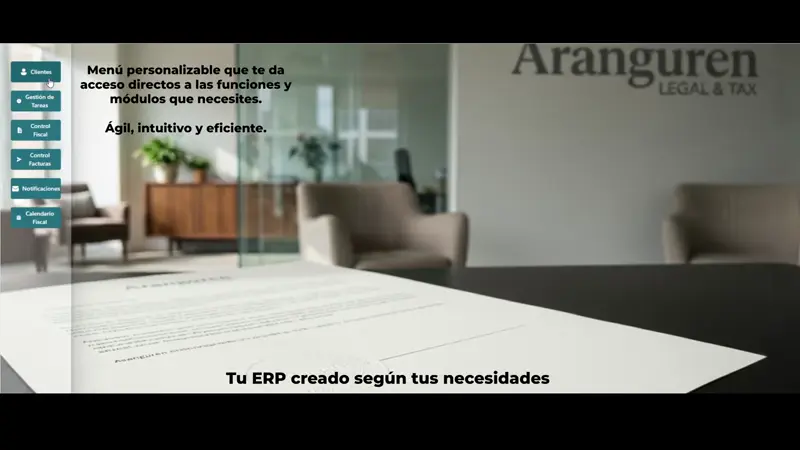 Clientes
Gestión de
Tareas
Control
Fiscal
Control
Facturas
Notificaciones
Calendario
Fiscal
Menú personalizable que te da
acceso directos a las funciones y
módulos que necesites.
Ágil, intuitivo y eficiente.
Aranguren
LEGAL & TAX
Aranguren
Tu ERP creado según tus necesidades